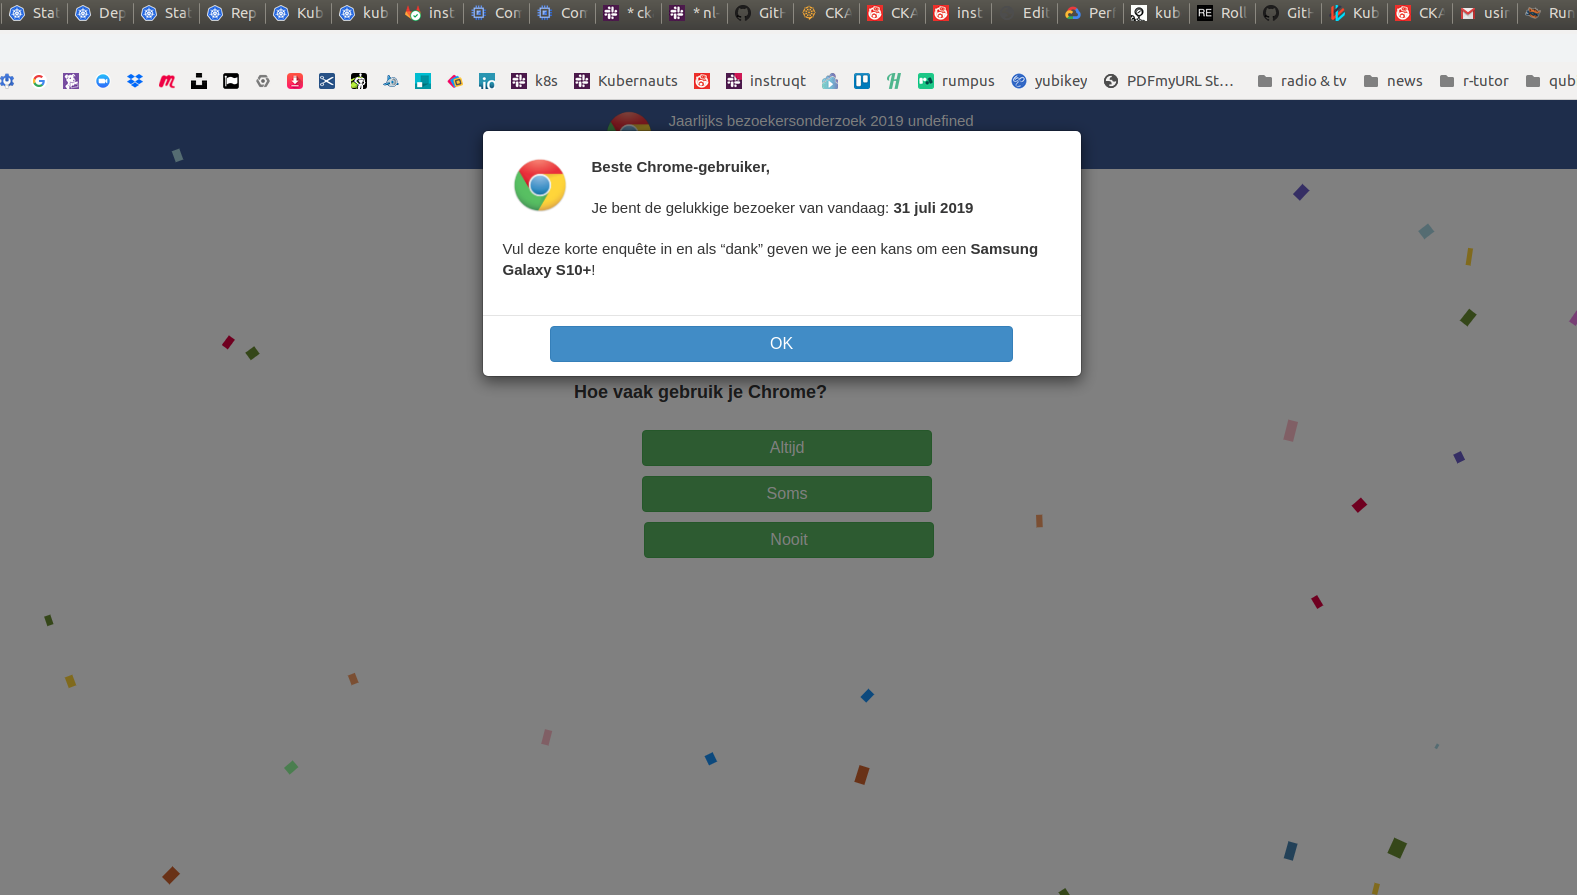 Stat Dep Stat Rep Kub kub inst Con Con * ck * nl- GitH CKA CKA inst Edit Perf kub Roll GitH Kub CKA usin Run
k8s Kubernauts instruqt rumpus yubikey PDFmyURL St... radio & tv news r-tutor qub
Jaarlijks bezoekersonderzoek 2019 undefined
Beste Chrome-gebruiker,
Je bent de gelukkige bezoeker van vandaag: 31 juli 2019
Vul deze korte enquête in en als “dank” geven we je een kans om een Samsung
Galaxy S10+!
OK
Hoe vaak gebruik je Chrome?
Altijd
Soms
Nooit